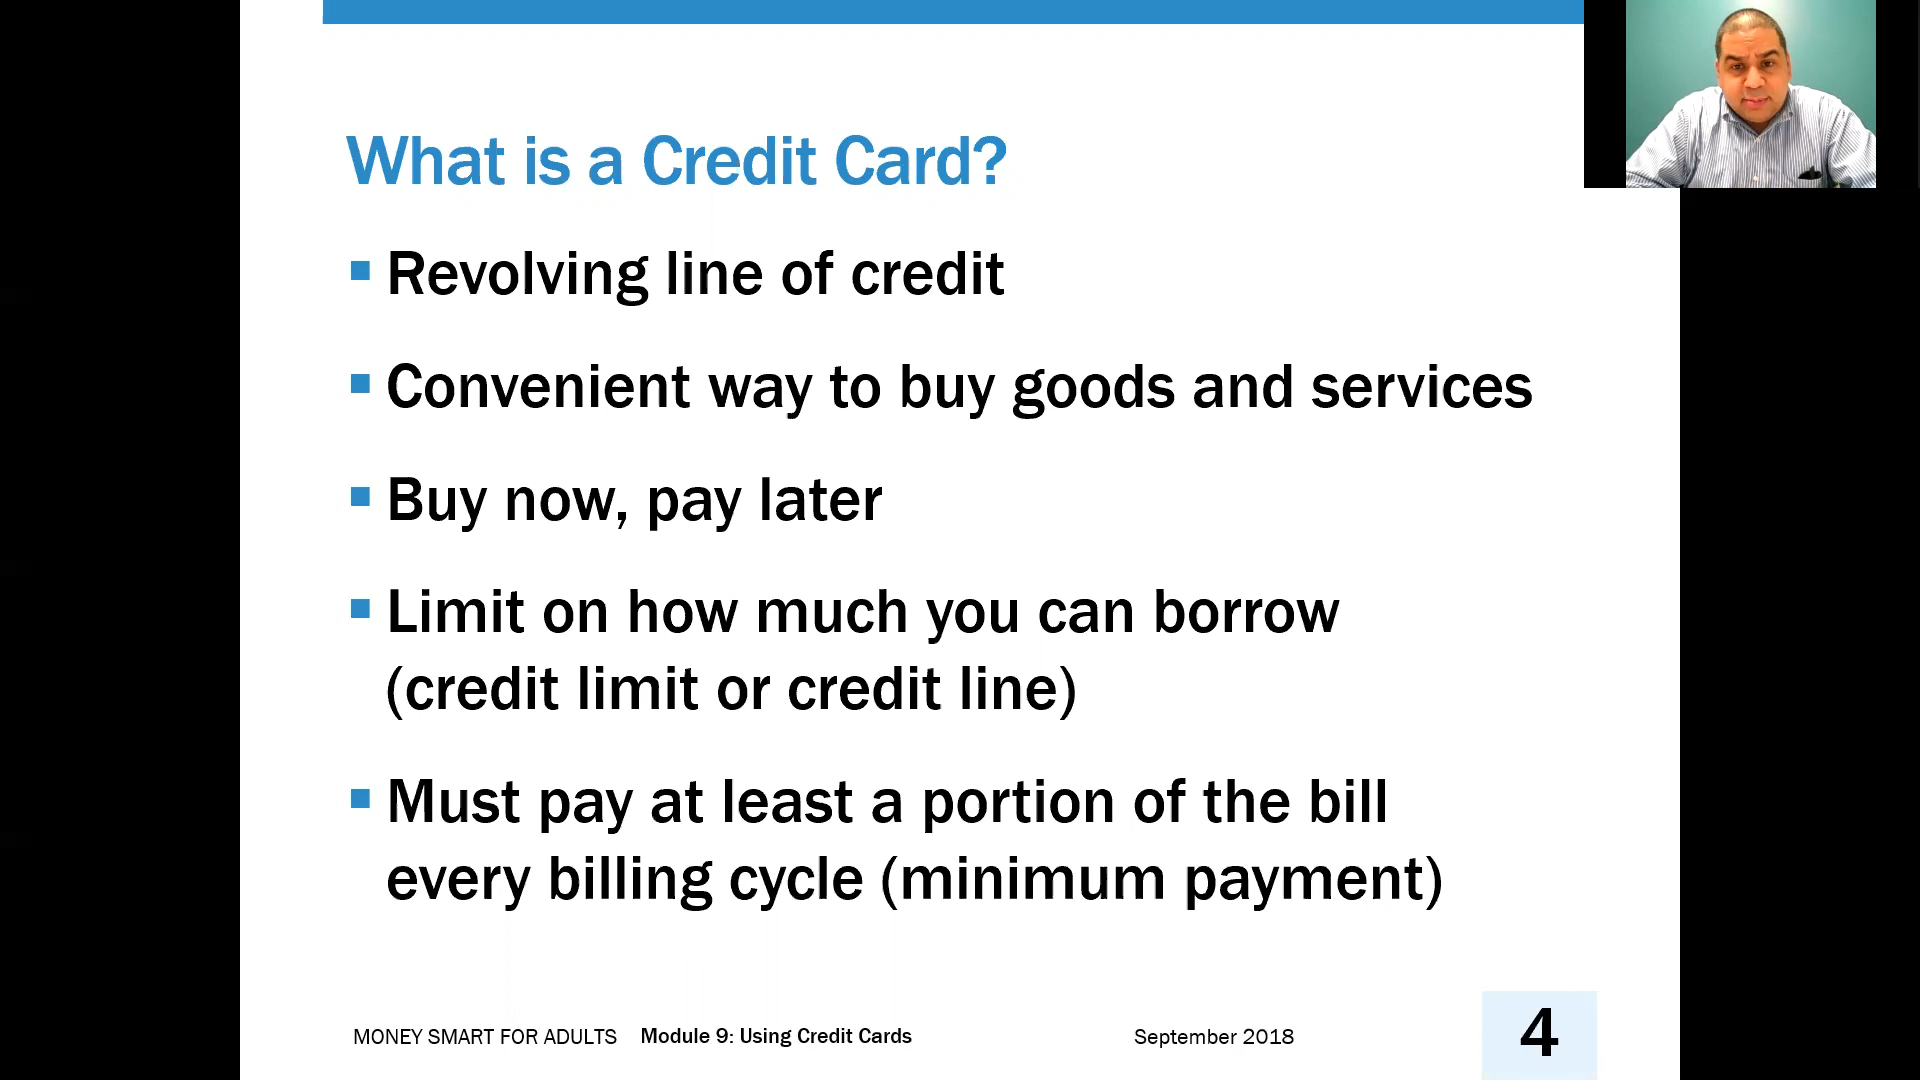 What is a Credit Card?
Revolving line of credit
Convenient way to buy goods and services
Buy now, pay later
Limit on how much you can borrow
(credit limit or credit line)
Must pay at least a portion of the bill
every billing cycle (minimum payment)
MONEY SMART FOR ADULTS Module 9: Using Credit Cards September 2018 4